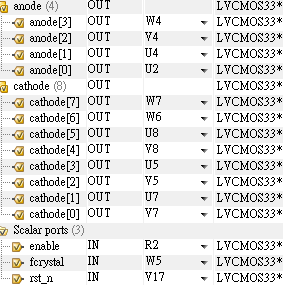 anode (4) OUT LVCMOS33*
anode[3] OUT W4 LVCMOS33*
anode[2] OUT V4 LVCMOS33*
anode[1] OUT U4 LVCMOS33*
anode[0] OUT U2 LVCMOS33*
cathode (8) OUT LVCMOS33*
cathode[7] OUT W7 LVCMOS33*
cathode[6] OUT W6 LVCMOS33*
cathode[5] OUT U8 LVCMOS33*
cathode[4] OUT V8 LVCMOS33*
cathode[3] OUT U5 LVCMOS33*
cathode[2] OUT V5 LVCMOS33*
cathode[1] OUT U7 LVCMOS33*
cathode[0] OUT V7 LVCMOS33*
Scalar ports (3)
enable IN R2 LVCMOS33*
fcrystal IN W5 LVCMOS33*
rst_n IN V17 LVCMOS33*